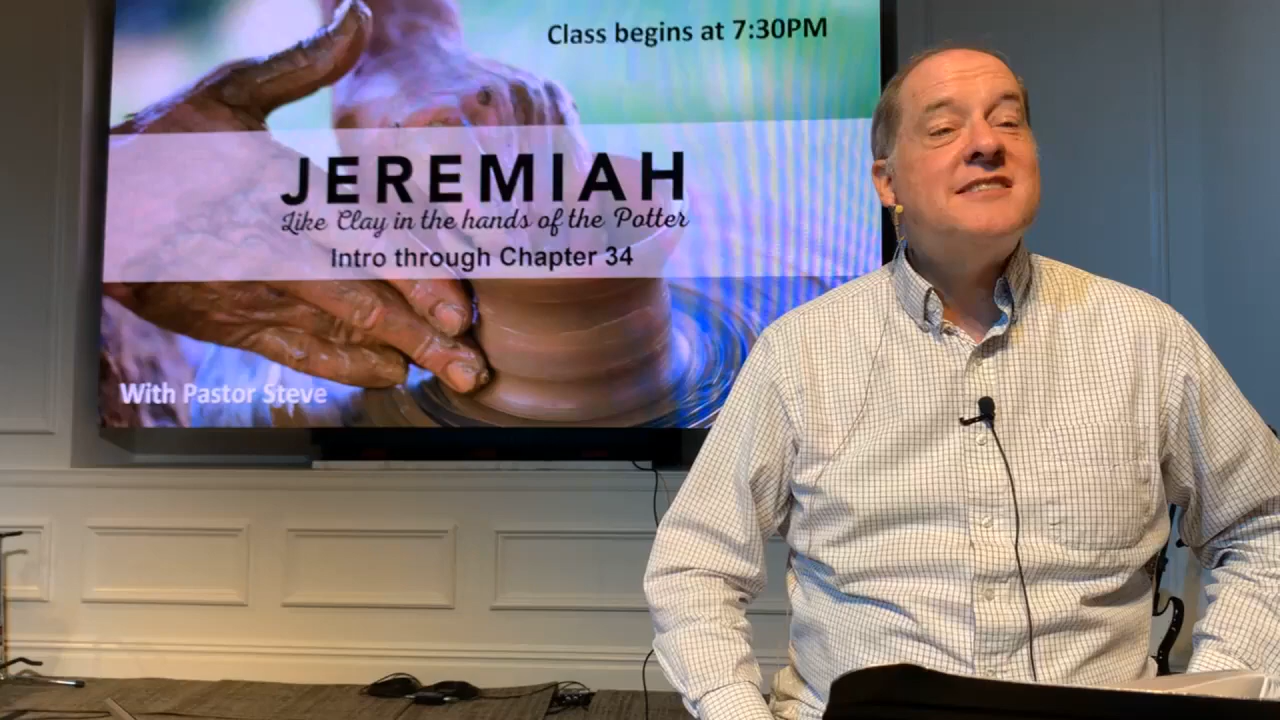 Class begins at 7:30PM
JEREMIAH
Like Clay in the hands of the Potter
Intro through Chapter 34
With Pastor Steve